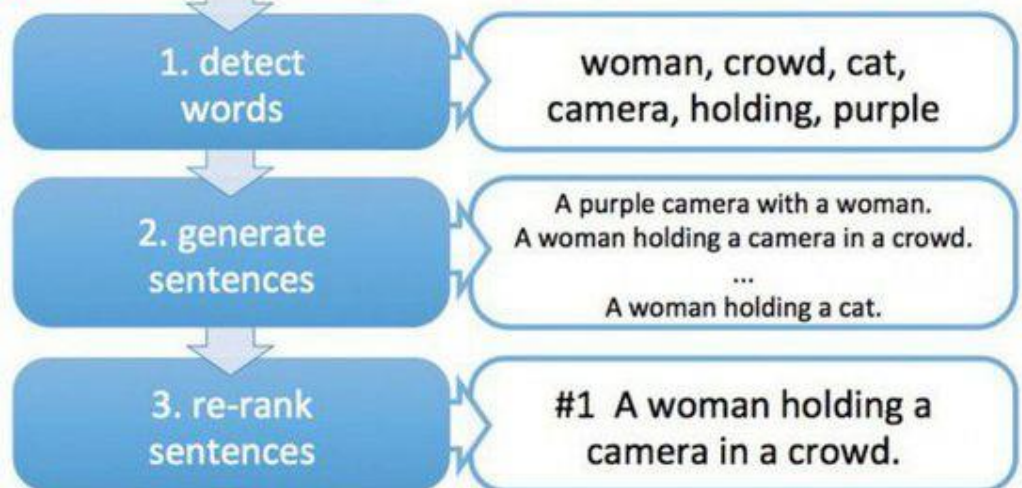 1. detect
words
woman, crowd, cat,
camera, holding, purple
2. generate
sentences
A purple camera with a woman.
A woman holding a camera in a crowd.
...
A woman holding a cat.
3. re-rank
sentences
#1 A woman holding a
camera in a crowd.